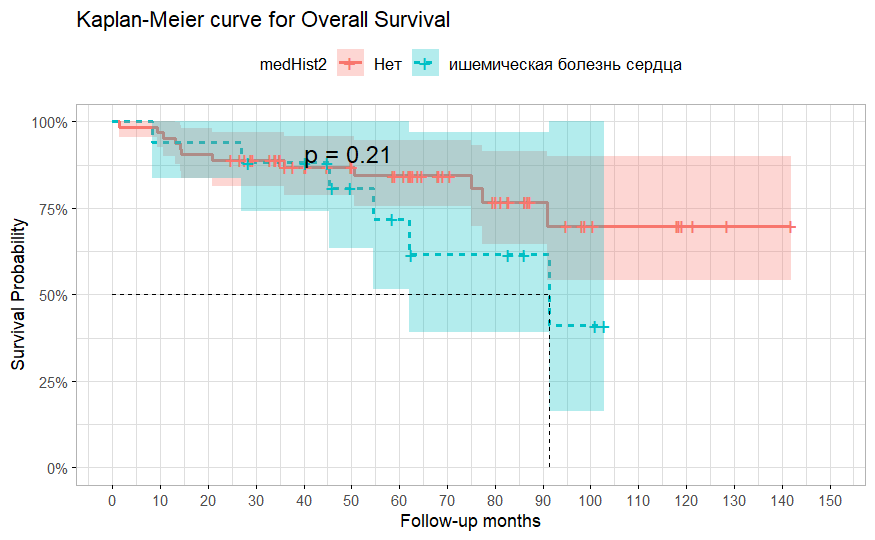 Kaplan-Meier curve for Overall Survival
medHist2 Нет ишемическая болезнь сердца
100%
75%
50%
25%
0%
Survival Probability
p = 0.21
0 10 20 30 40 50 60 70 80 90 100 110 120 130 140 150
Follow-up months